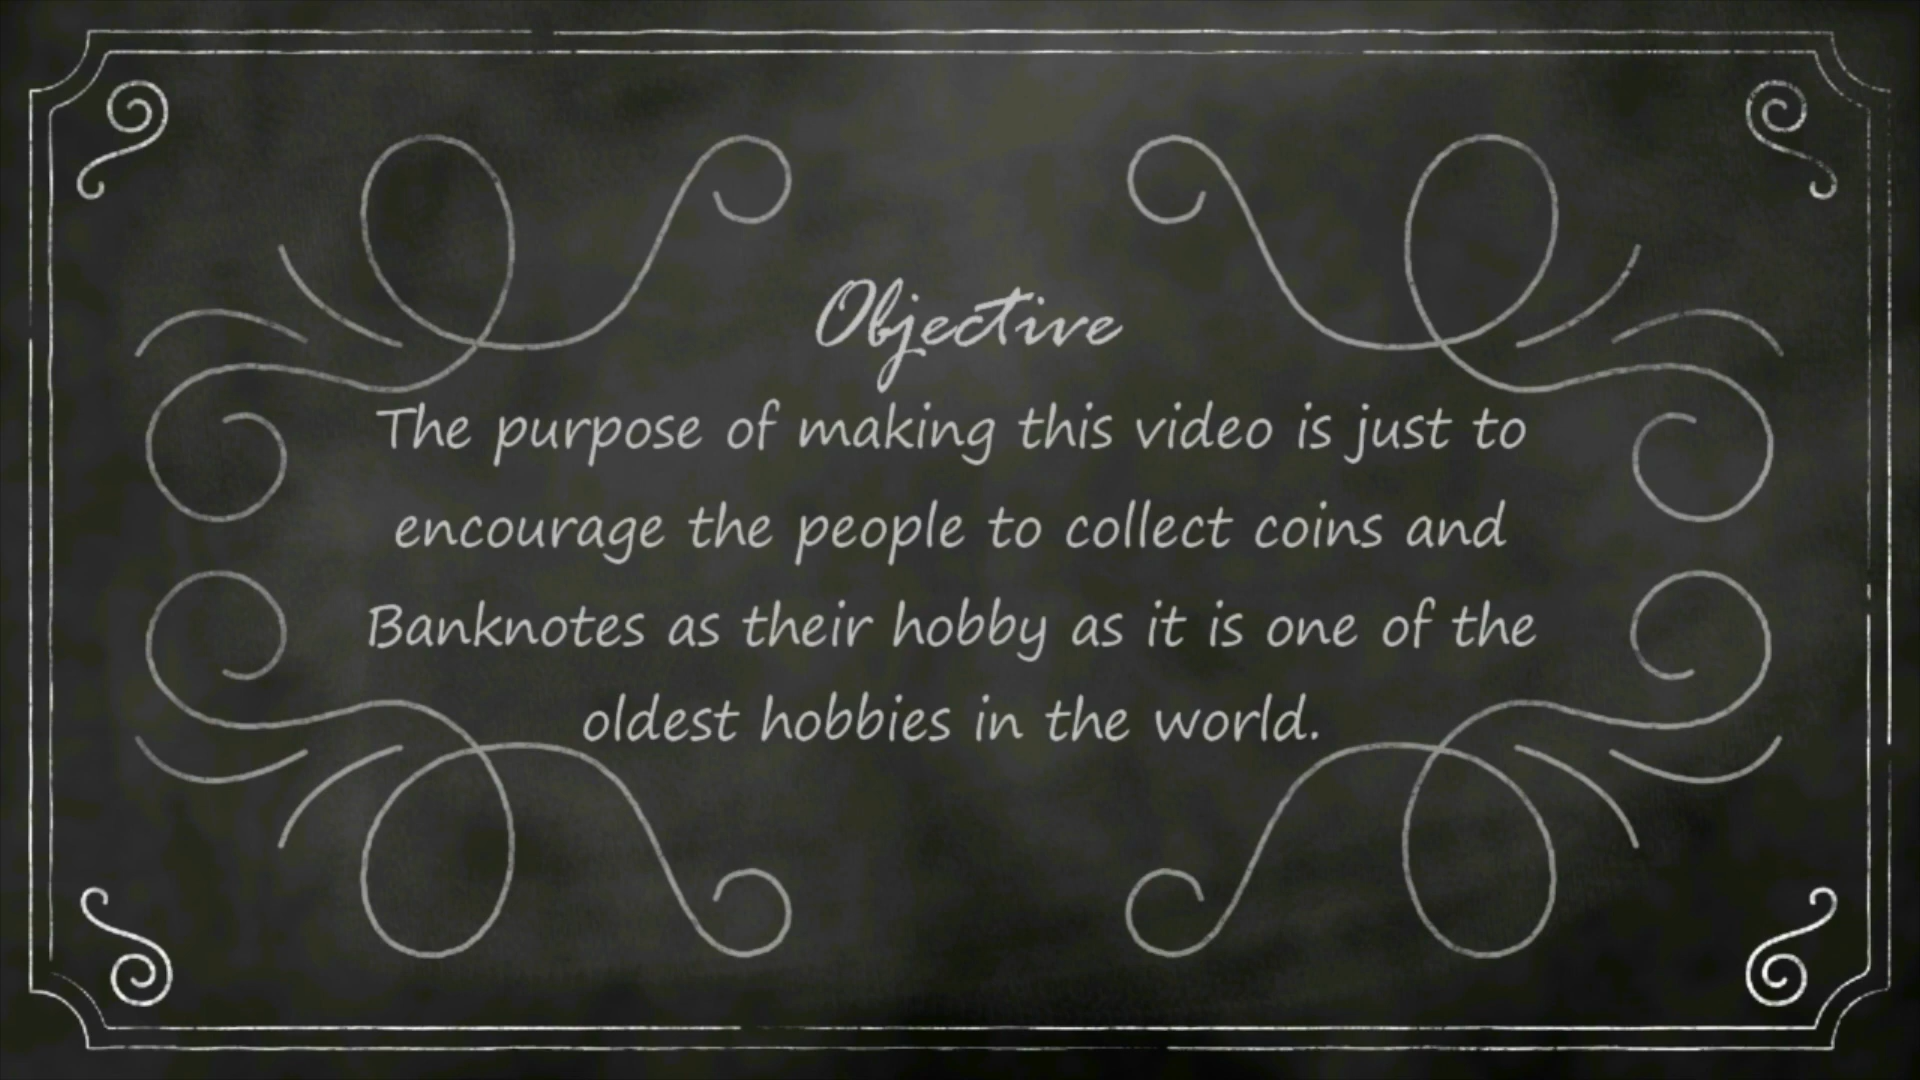 Objective
The purpose of making this video is just to
encourage the people to collect coins and
Banknotes as their hobby as it is one of the
oldest hobbies in the world.